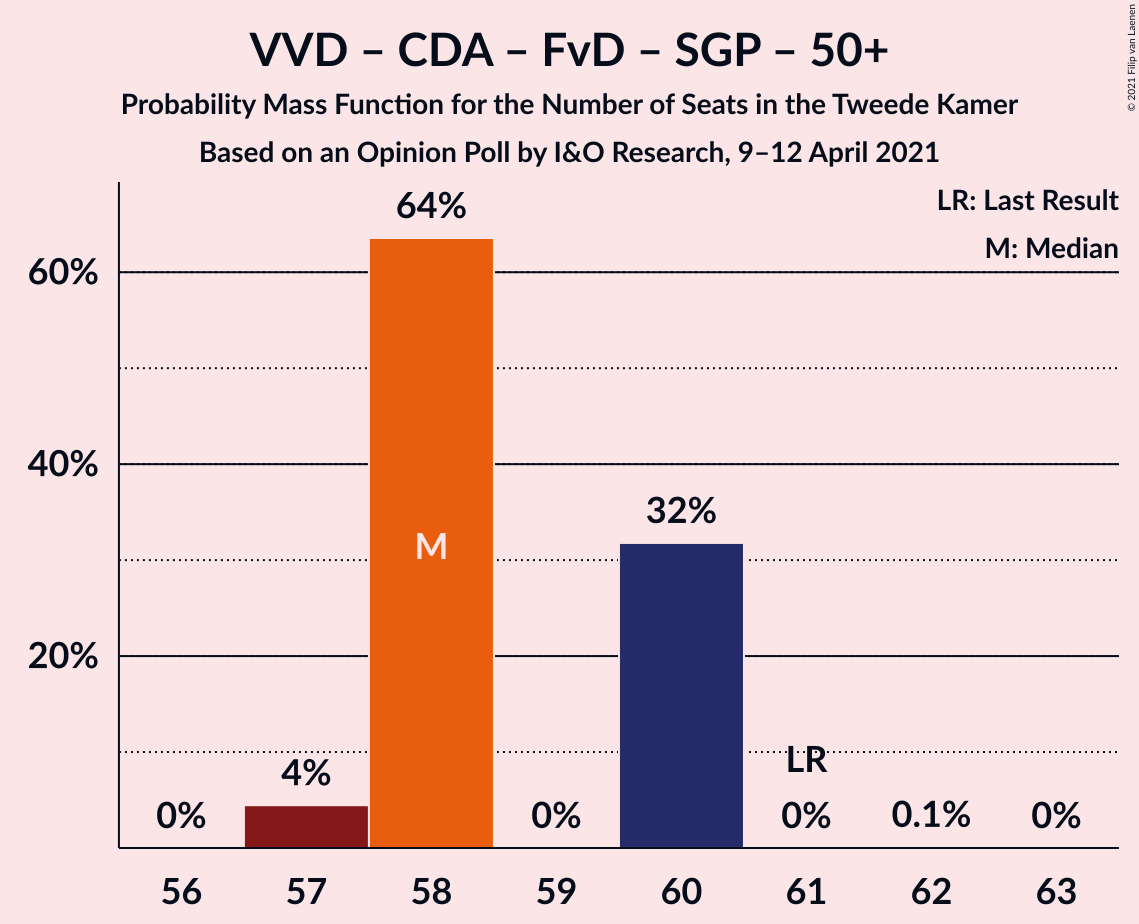 VVD – CDA – FvD – SGP – 50+
Probability Mass Function for the Number of Seats in the Tweede Kamer
Based on an Opinion Poll by I&O Research, 9–12 April 2021
© 2021 Filip van Laenen
LR: Last Result
M: Median
64%
60%
40%
32%
M
20%
LR
4%
0%
0%
0%
0.1%
0%
56 57 58 59 60 61 62 63